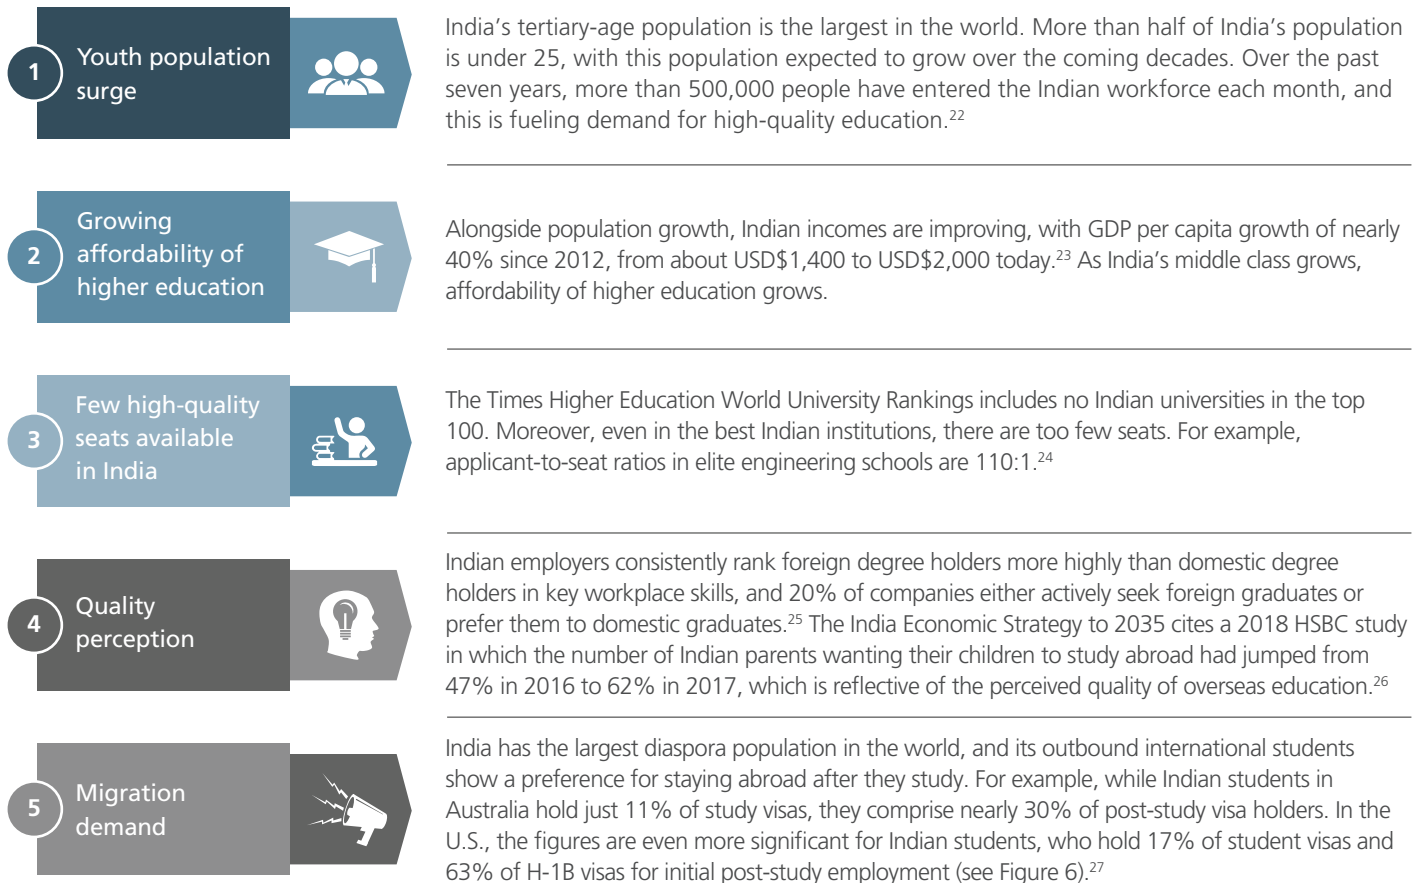 1
Youth population
surge
India’s tertiary-age population is the largest in the world. More than half of India’s population
is under 25, with this population expected to grow over the coming decades. Over the past
seven years, more than 500,000 people have entered the Indian workforce each month, and
this is fueling demand for high-quality education.22
2
Growing
affordability of
higher education
Alongside population growth, Indian incomes are improving, with GDP per capita growth of nearly
40% since 2012, from about USD$1,400 to USD$2,000 today.23 As India’s middle class grows,
affordability of higher education grows.
3
Few high-quality
seats available
in India
The Times Higher Education World University Rankings includes no Indian universities in the top
100. Moreover, even in the best Indian institutions, there are too few seats. For example,
applicant-to-seat ratios in elite engineering schools are 110:1.24
4
Quality
perception
Indian employers consistently rank foreign degree holders more highly than domestic degree
holders in key workplace skills, and 20% of companies either actively seek foreign graduates or
prefer them to domestic graduates.25 The India Economic Strategy to 2035 cites a 2018 HSBC study
in which the number of Indian parents wanting their children to study abroad had jumped from
47% in 2016 to 62% in 2017, which is reflective of the perceived quality of overseas education.26
5
Migration
demand
India has the largest diaspora population in the world, and its outbound international students
show a preference for staying abroad after they study. For example, while Indian students in
Australia hold just 11% of study visas, they comprise nearly 30% of post-study visa holders. In the
U.S., the figures are even more significant for Indian students, who hold 17% of student visas and
63% of H-1B visas for initial post-study employment (see Figure 6).27